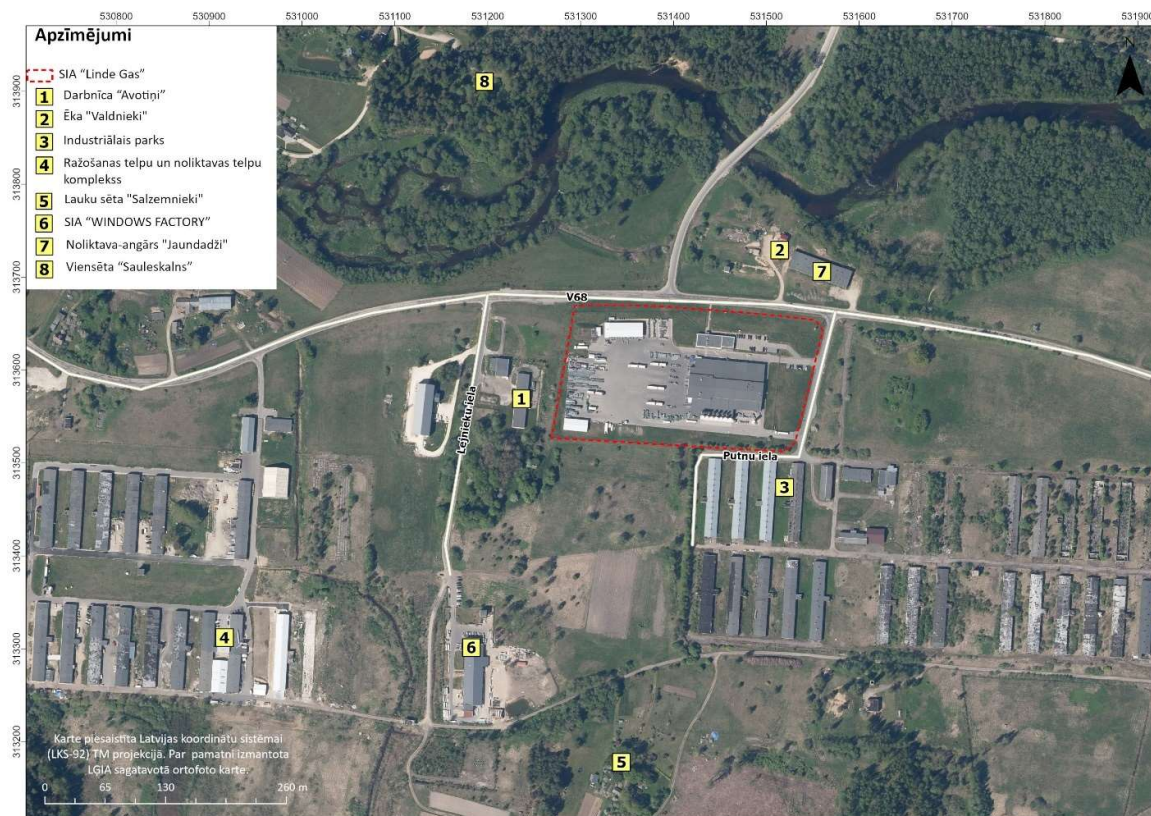 530800 530900 531000 531100 531200 531300 531400 531500 531600 531700 531800 531900
Apzīmējumi
SIA “Linde Gas”
1 Darbnīca “Avotiņi”
2 Ēka "Valdnieki"
3 Industriālais parks
4 Ražošanas telpu un noliktavas telpu
komplekss
5 Lauku sēta "Salzemnieki"
6 SIA “WINDOWS FACTORY”
7 Noliktava-angārs "Jaundadži"
8 Viensēta “Sauleskalns”
N
8
2
7
V68
1
Lejnieku iela
Putnu iela
3
4
6
5
313900
313800
313700
313600
313500
313400
313300
313200
Karte piesaistīta Latvijas koordinātu sistēmai
(LKS-92) TM projekcijā. Par pamatni izmantota
LĢIA sagatavotā ortofoto karte.
0 65 130 260 m